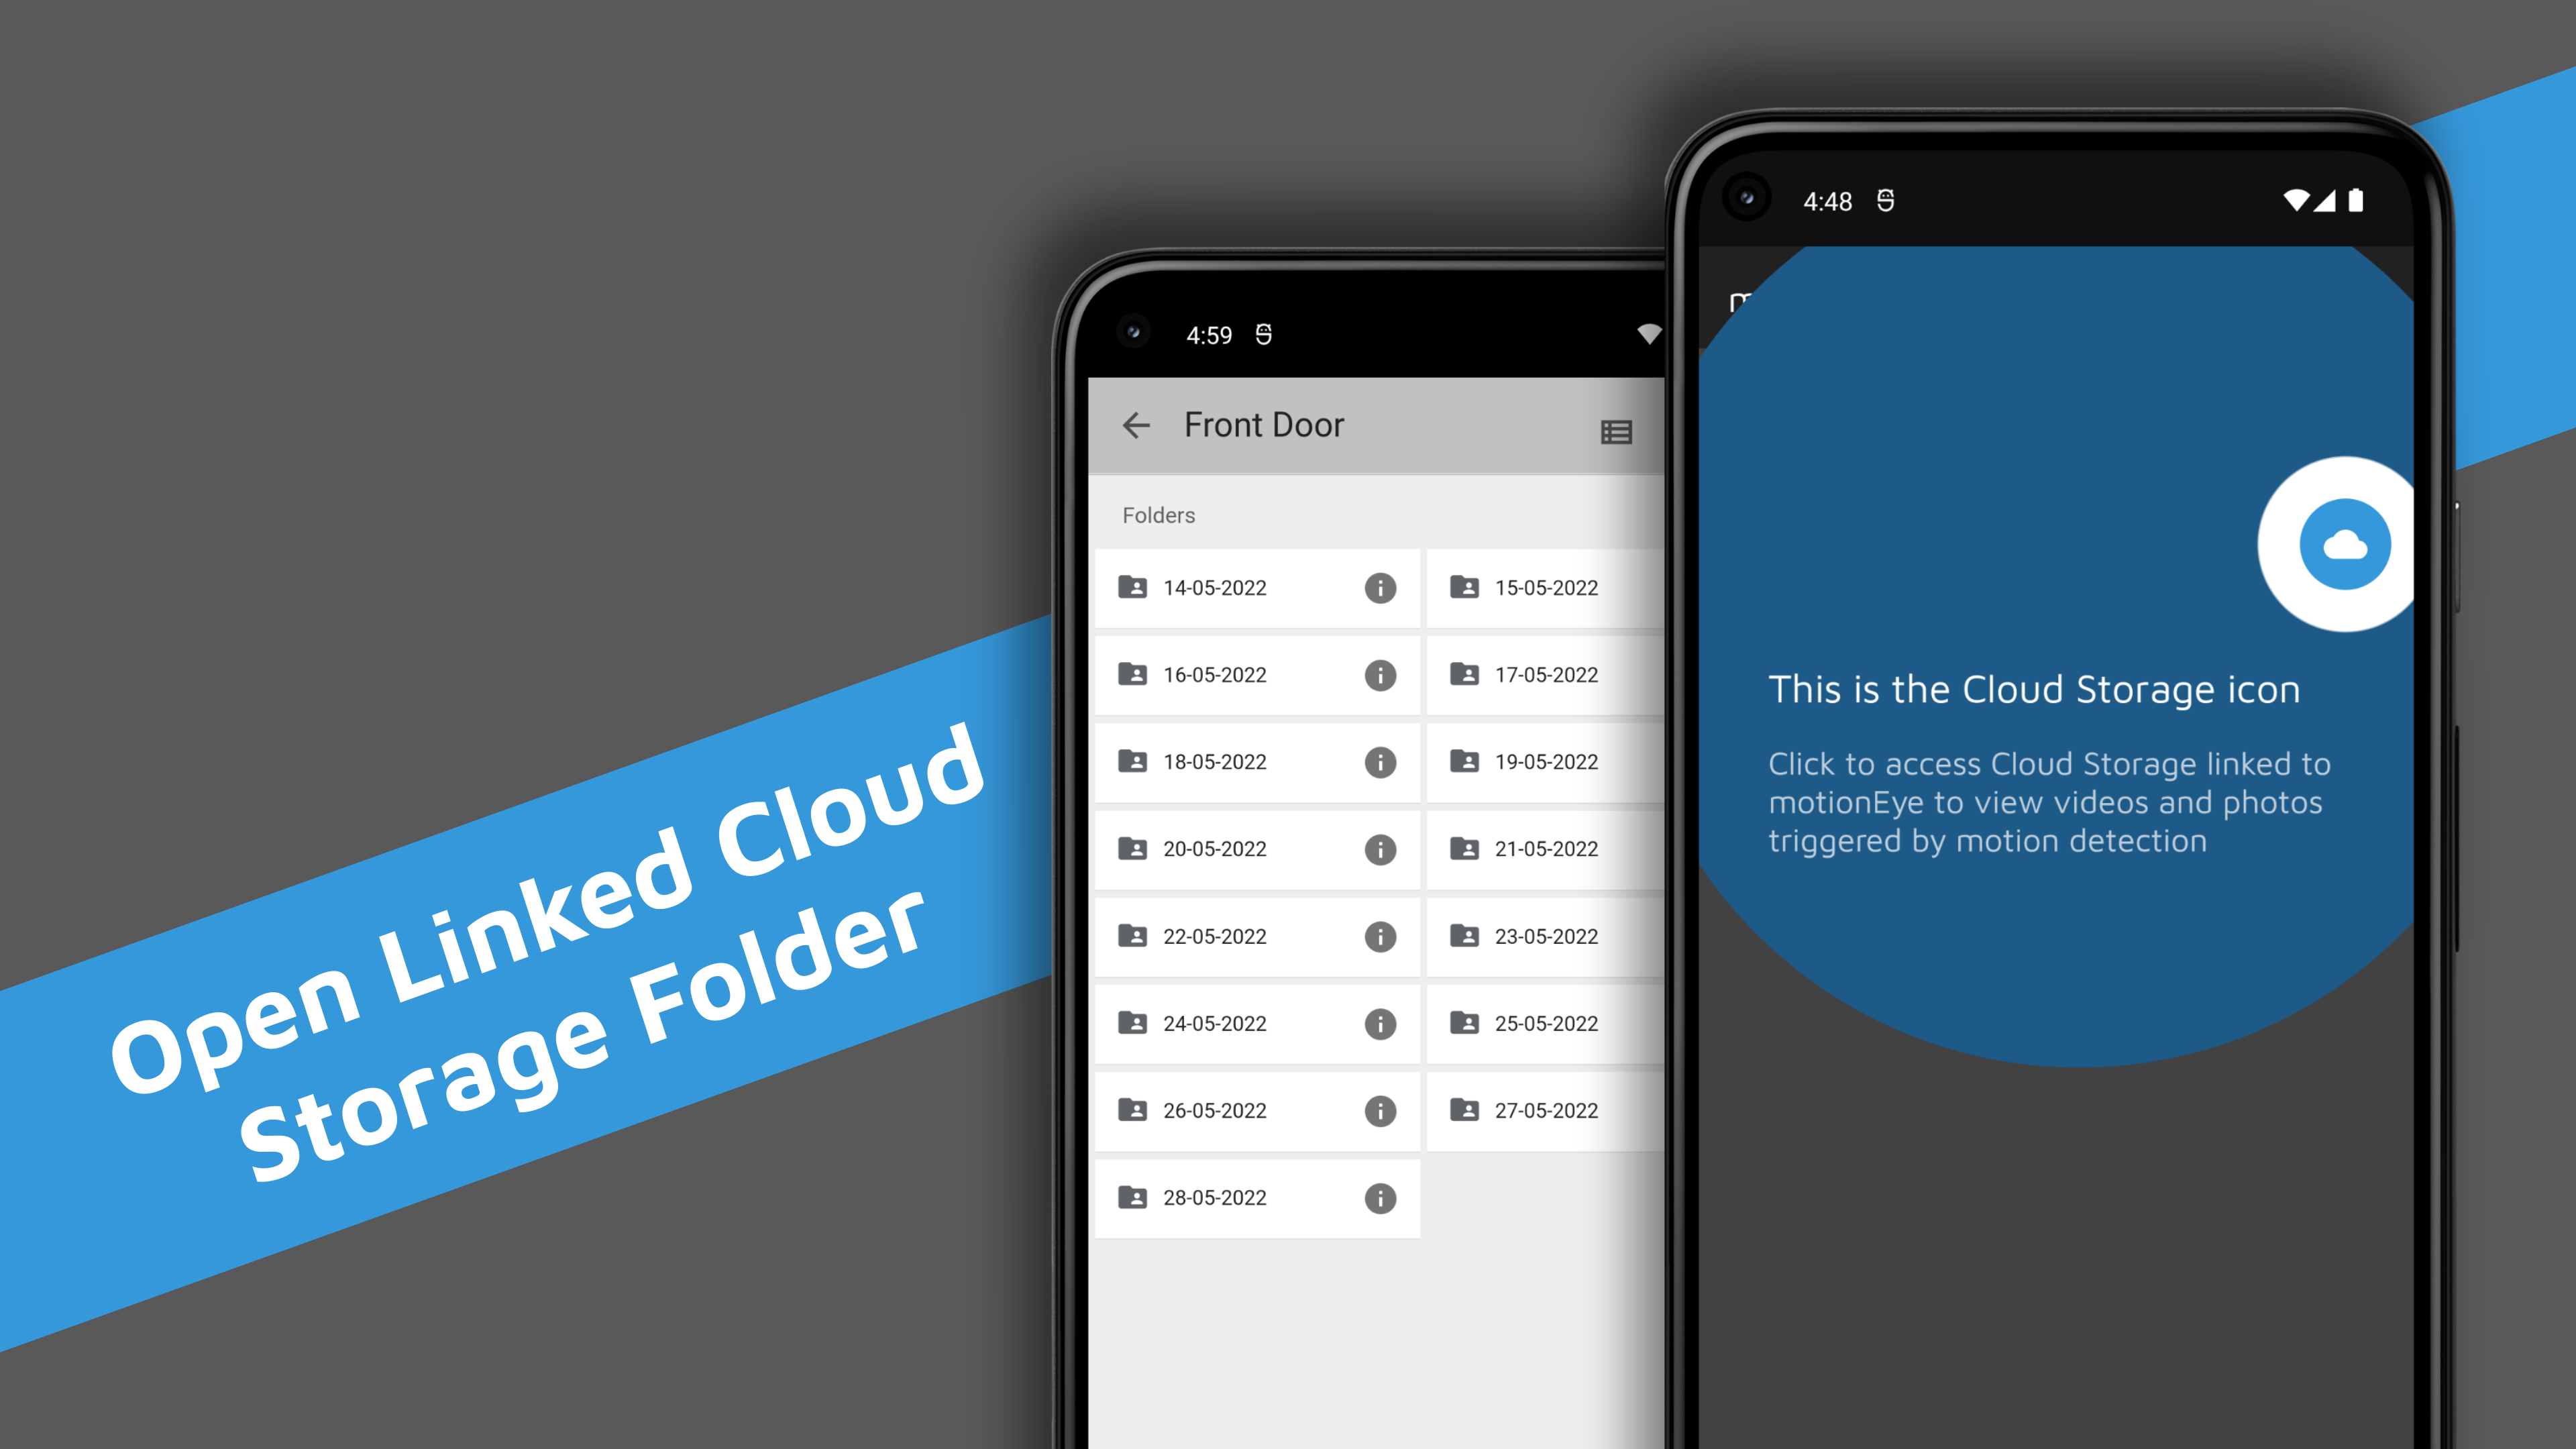 Open Linked Cloud
Storage Folder
4:59
Front Door
Folders
14-05-2022
15-05-2022
16-05-2022
17-05-2022
18-05-2022
19-05-2022
20-05-2022
21-05-2022
22-05-2022
23-05-2022
24-05-2022
25-05-2022
26-05-2022
27-05-2022
28-05-2022
4:48
This is the Cloud Storage icon
Click to access Cloud Storage linked to
motionEye to view videos and photos
triggered by motion detection